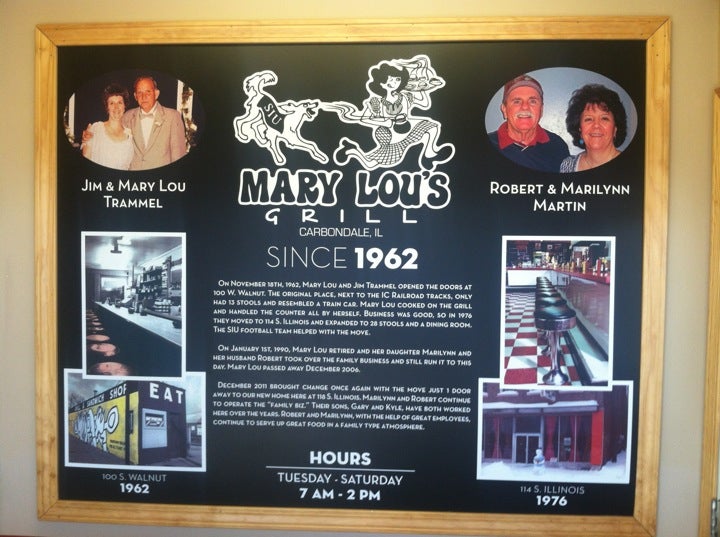 SIU
MARY LOU'S
GRILL
CARBONDALE, IL
SINCE 1962
JIM & MARY LOU
TRAMMEL
ROBERT & MARILYNN
MARTIN
ON NOVEMBER 18TH, 1962, MARY LOU AND JIM TRAMMEL OPENED THE DOORS AT
100 W. WALNUT. THE ORIGINAL PLACE, NEXT TO THE IC RAILROAD TRACKS, ONLY
HAD 13 STOOLS AND RESEMBLED A TRAIN CAR. MARY LOU COOKED ON THE GRILL
AND HANDLED THE COUNTER ALL BY HERSELF. BUSINESS WAS GOOD, SO IN 1976
THEY MOVED TO 114 S. ILLINOIS AND EXPANDED TO 28 STOOLS AND A DINING ROOM.
THE SIU FOOTBALL TEAM HELPED WITH THE MOVE.
ON JANUARY 1ST, 1990, MARY LOU RETIRED AND HER DAUGHTER MARILYNN AND
HER HUSBAND ROBERT TOOK OVER THE FAMILY BUSINESS AND STILL RUN IT TO THIS
DAY. MARY LOU PASSED AWAY DECEMBER 2006.
DECEMBER 2011 BROUGHT CHANGE ONCE AGAIN WITH THE MOVE JUST 1 DOOR
AWAY TO OUR NEW HOME HERE AT 118 S. ILLINOIS. MARILYNN AND ROBERT CONTINUE
TO OPERATE THE "FAMILY BIZ." THEIR SONS, GARY AND KYLE, HAVE BOTH WORKED
HERE OVER THE YEARS. ROBERT AND MARILYNN, WITH THE HELP OF GREAT EMPLOYEES,
CONTINUE TO SERVE UP GREAT FOOD IN A FAMILY TYPE ATMOSPHERE.
HOURS
TUESDAY - SATURDAY
7 AM - 2 PM
SANDWICH SHOP
EAT
100 S. WALNUT
1962
114 S. ILLINOIS
1976